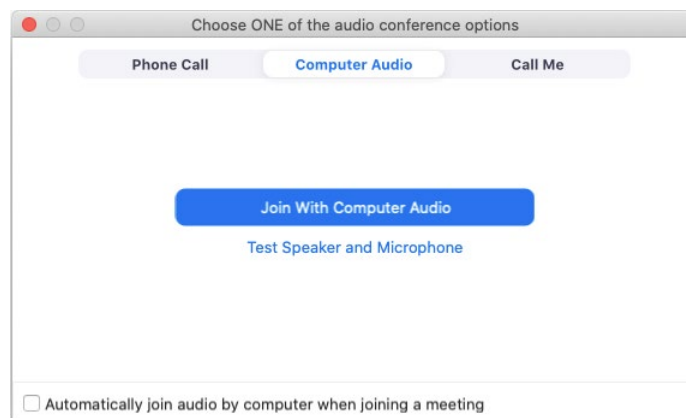 Choose ONE of the audio conference options
Phone Call Computer Audio Call Me
Join With Computer Audio
Test Speaker and Microphone
Automatically join audio by computer when joining a meeting